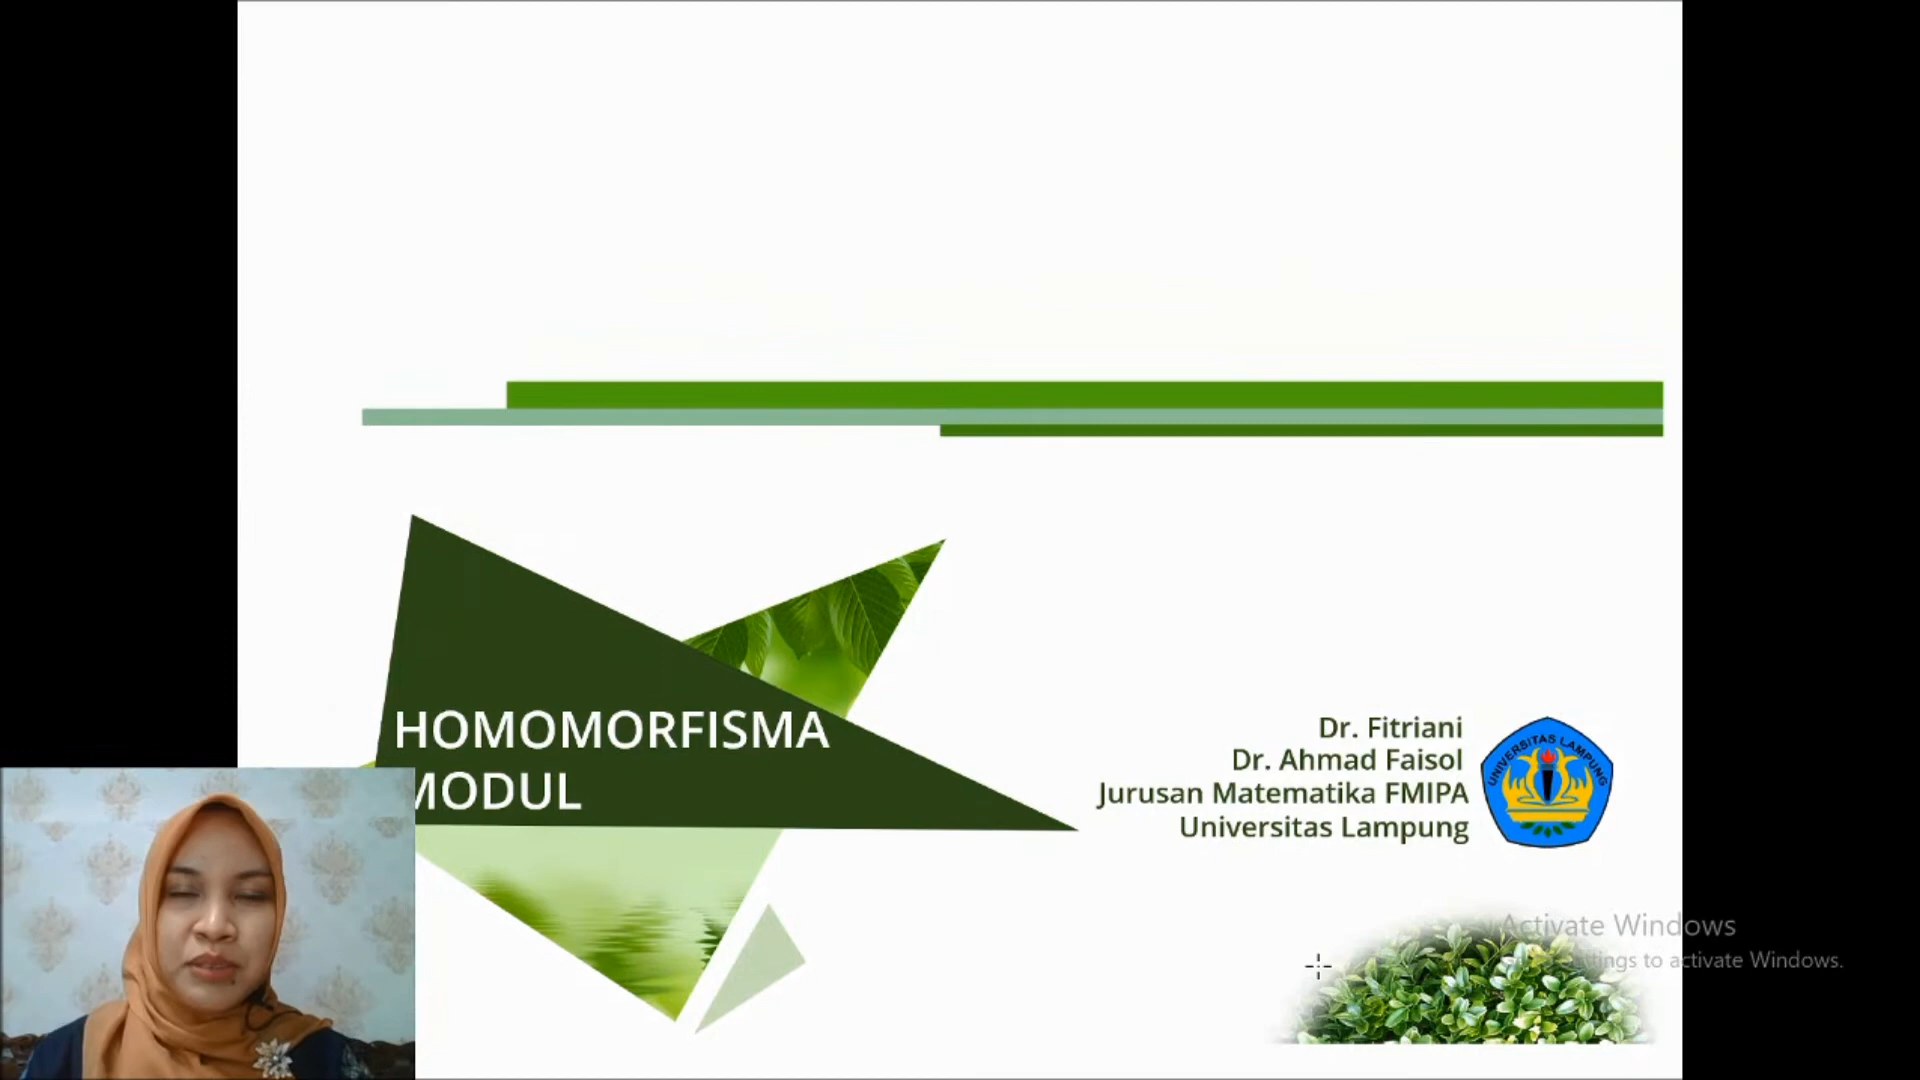 HOMOMORFISMA
MODUL
Dr. Fitriani
Dr. Ahmad Faisol
Jurusan Matematika FMIPA
Universitas Lampung
UNIVERSITAS LAMPUNG
Activate Windows
to activate Windows.